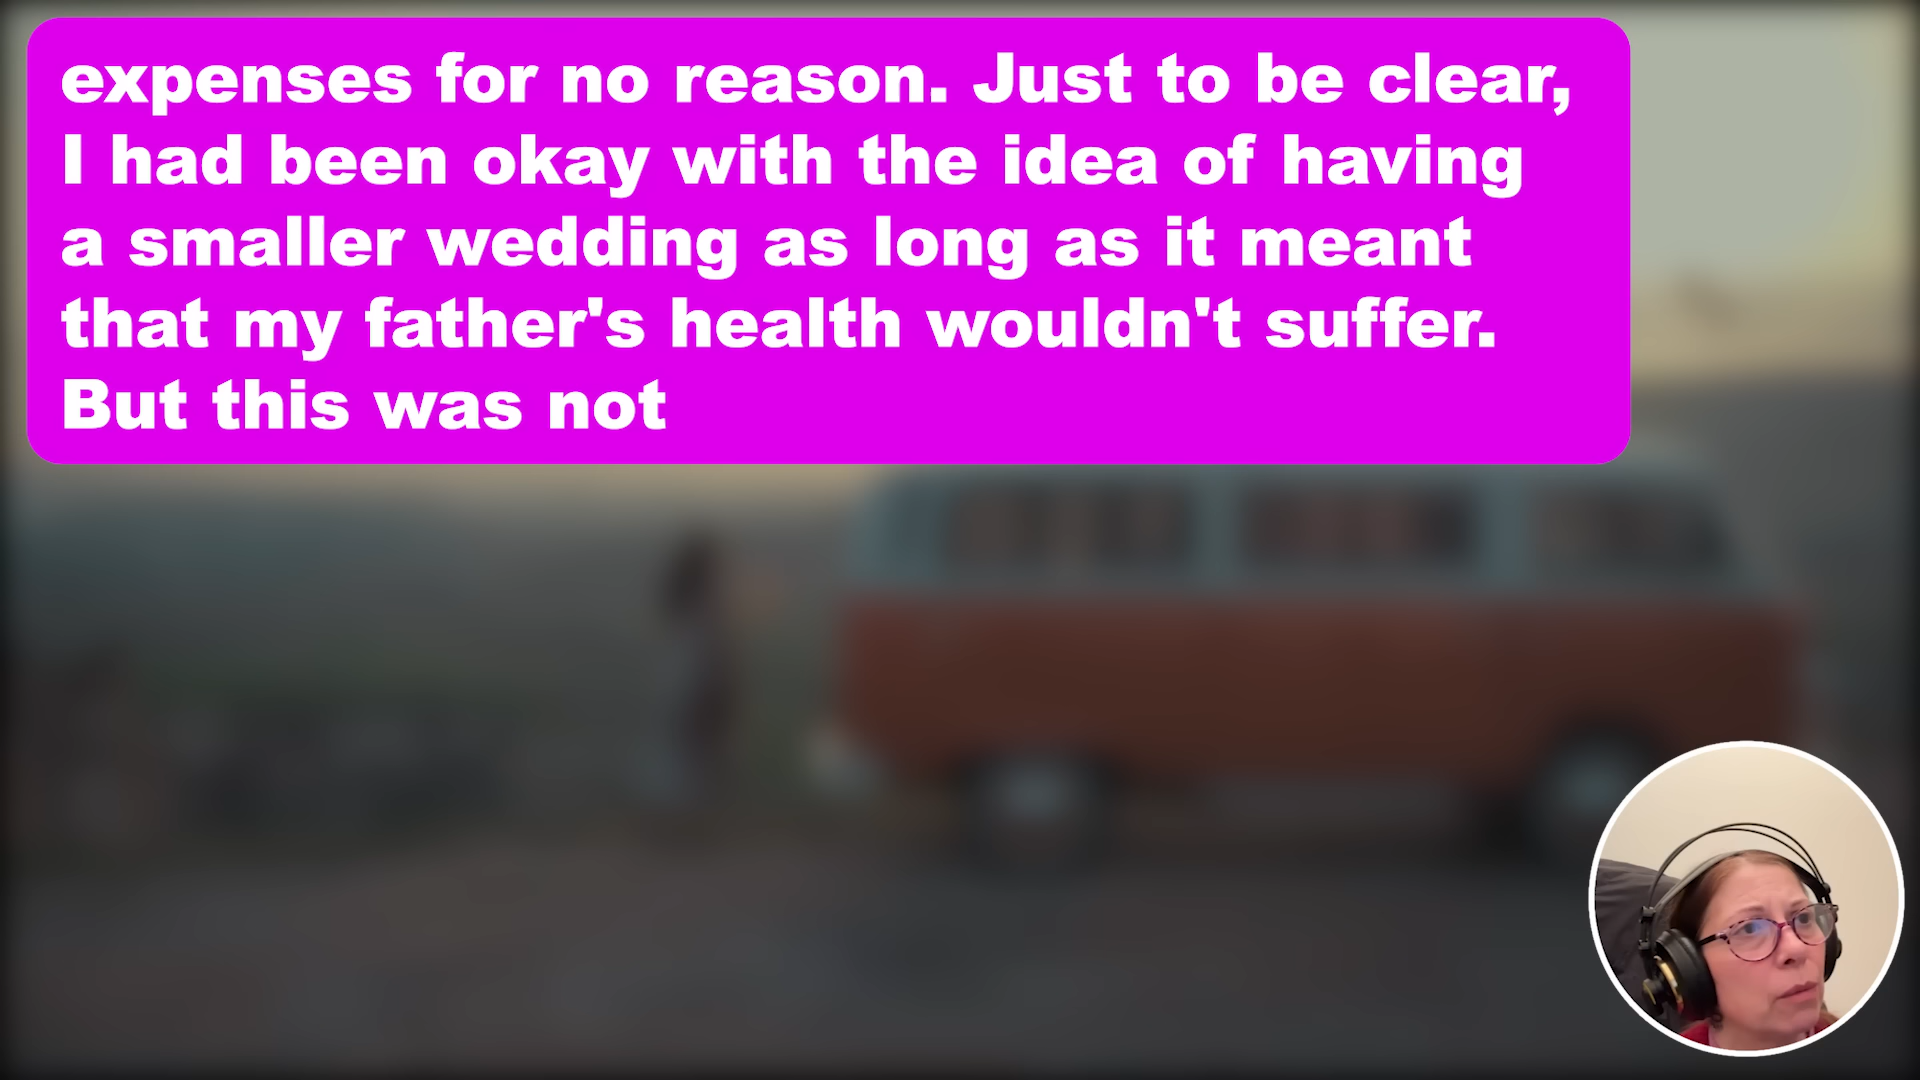 expenses for no reason. Just to be clear,
I had been okay with the idea of having
a smaller wedding as long as it meant
that my father's health wouldn't suffer.
But this was not